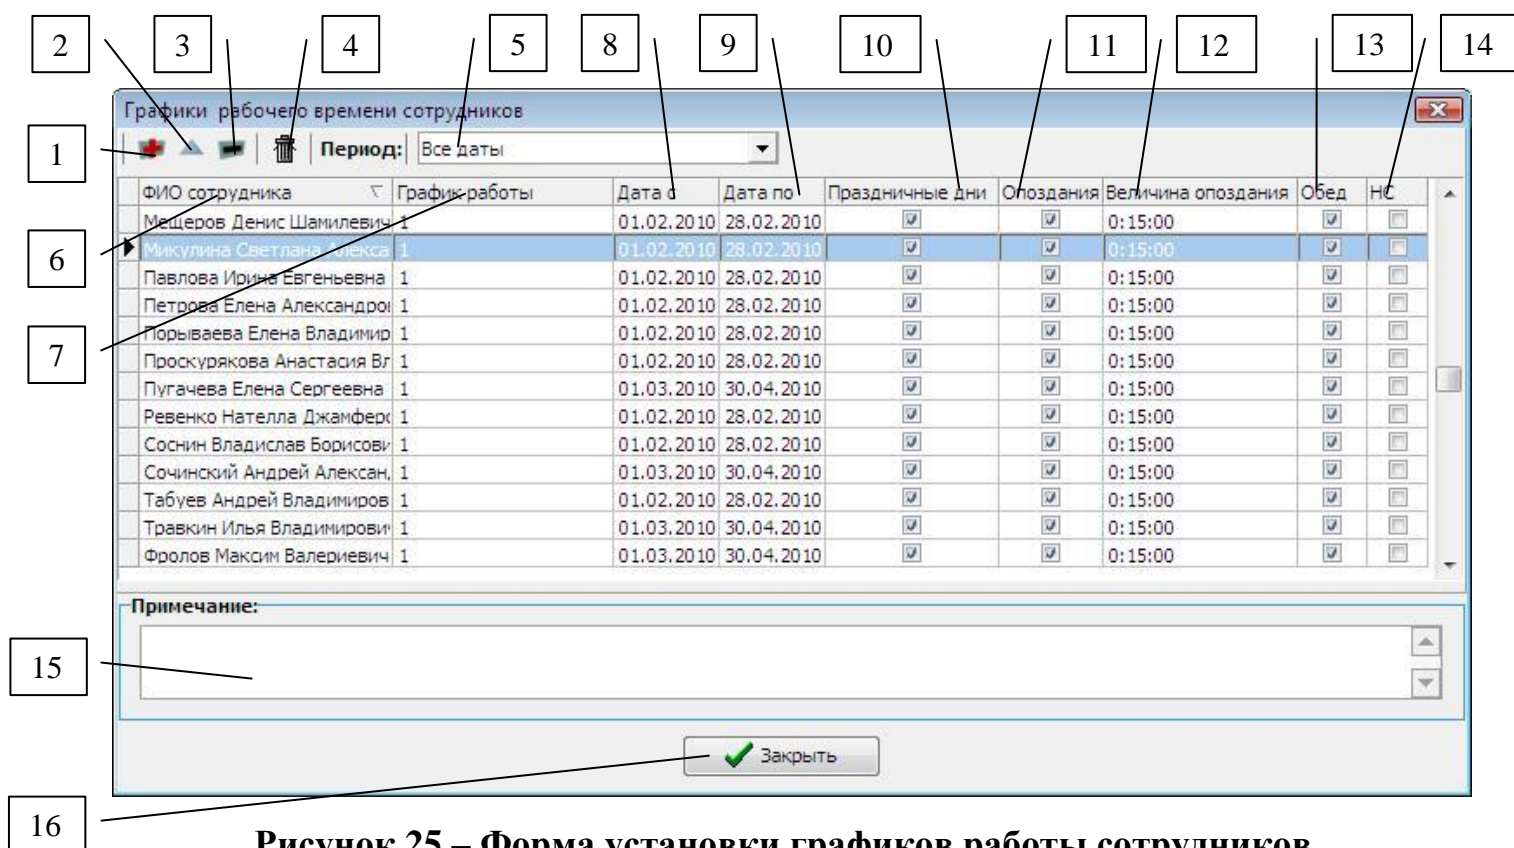 2 3 4 5 8 9 10 11 12 13 14
Графики рабочего времени сотрудников
1
Период: Все даты
ФИО сотрудника График работы Дата с Дата по Праздничные дни Опоздания Величина опоздания Обед НС
Мещеров Денис Шамилевич 1 01.02.2010 28.02.2010 0:15:00
6
Микулина Светлана Алекса 1 01.02.2010 28.02.2010 0:15:00
Павлова Ирина Евгеньевна 1 01.02.2010 28.02.2010 0:15:00
Петрова Елена Александро 1 01.02.2010 28.02.2010 0:15:00
Порываева Елена Владимир 1 01.02.2010 28.02.2010 0:15:00
7
Проскурякова Анастасия Вл 1 01.02.2010 28.02.2010 0:15:00
Пугачева Елена Сергеевна 1 01.03.2010 30.04.2010 0:15:00
Ревенко Нателла Джамферо 1 01.02.2010 28.02.2010 0:15:00
Соснин Владислав Борисови 1 01.02.2010 28.02.2010 0:15:00
Сочинский Андрей Алексан 1 01.03.2010 30.04.2010 0:15:00
Табуев Андрей Владимиров 1 01.02.2010 28.02.2010 0:15:00
Травкин Илья Владимирович 1 01.03.2010 30.04.2010 0:15:00
Фролов Максим Валериевич 1 01.03.2010 30.04.2010 0:15:00
Примечание:
15
Закрыть
16
Рисунок 25 – Форма установки графиков работы сотрудников